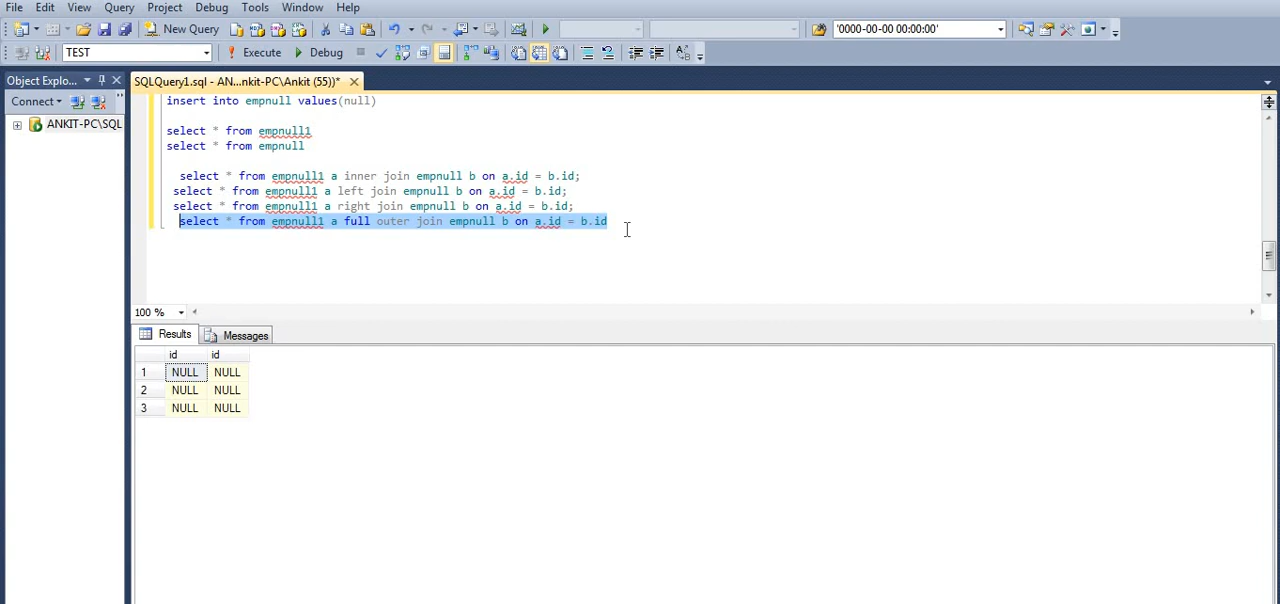 File Edit View Query Project Debug Tools Window Help
New Query '0000-00-00 00:00:00'
TEST Execute Debug
Object Explo... SQLQuery1.sql - AN...nkit-PC\Ankit (55))*
Connect
ANKIT-PC\SQL
insert into empnull values(null)
select * from empnull1
select * from empnull
select * from empnull1 a inner join empnull b on a.id = b.id;
select * from empnull1 a left join empnull b on a.id = b.id;
select * from empnull1 a right join empnull b on a.id = b.id;
select * from empnull1 a full outer join empnull b on a.id = b.id
100 %
Results Messages
id id
1 NULL NULL
2 NULL NULL
3 NULL NULL